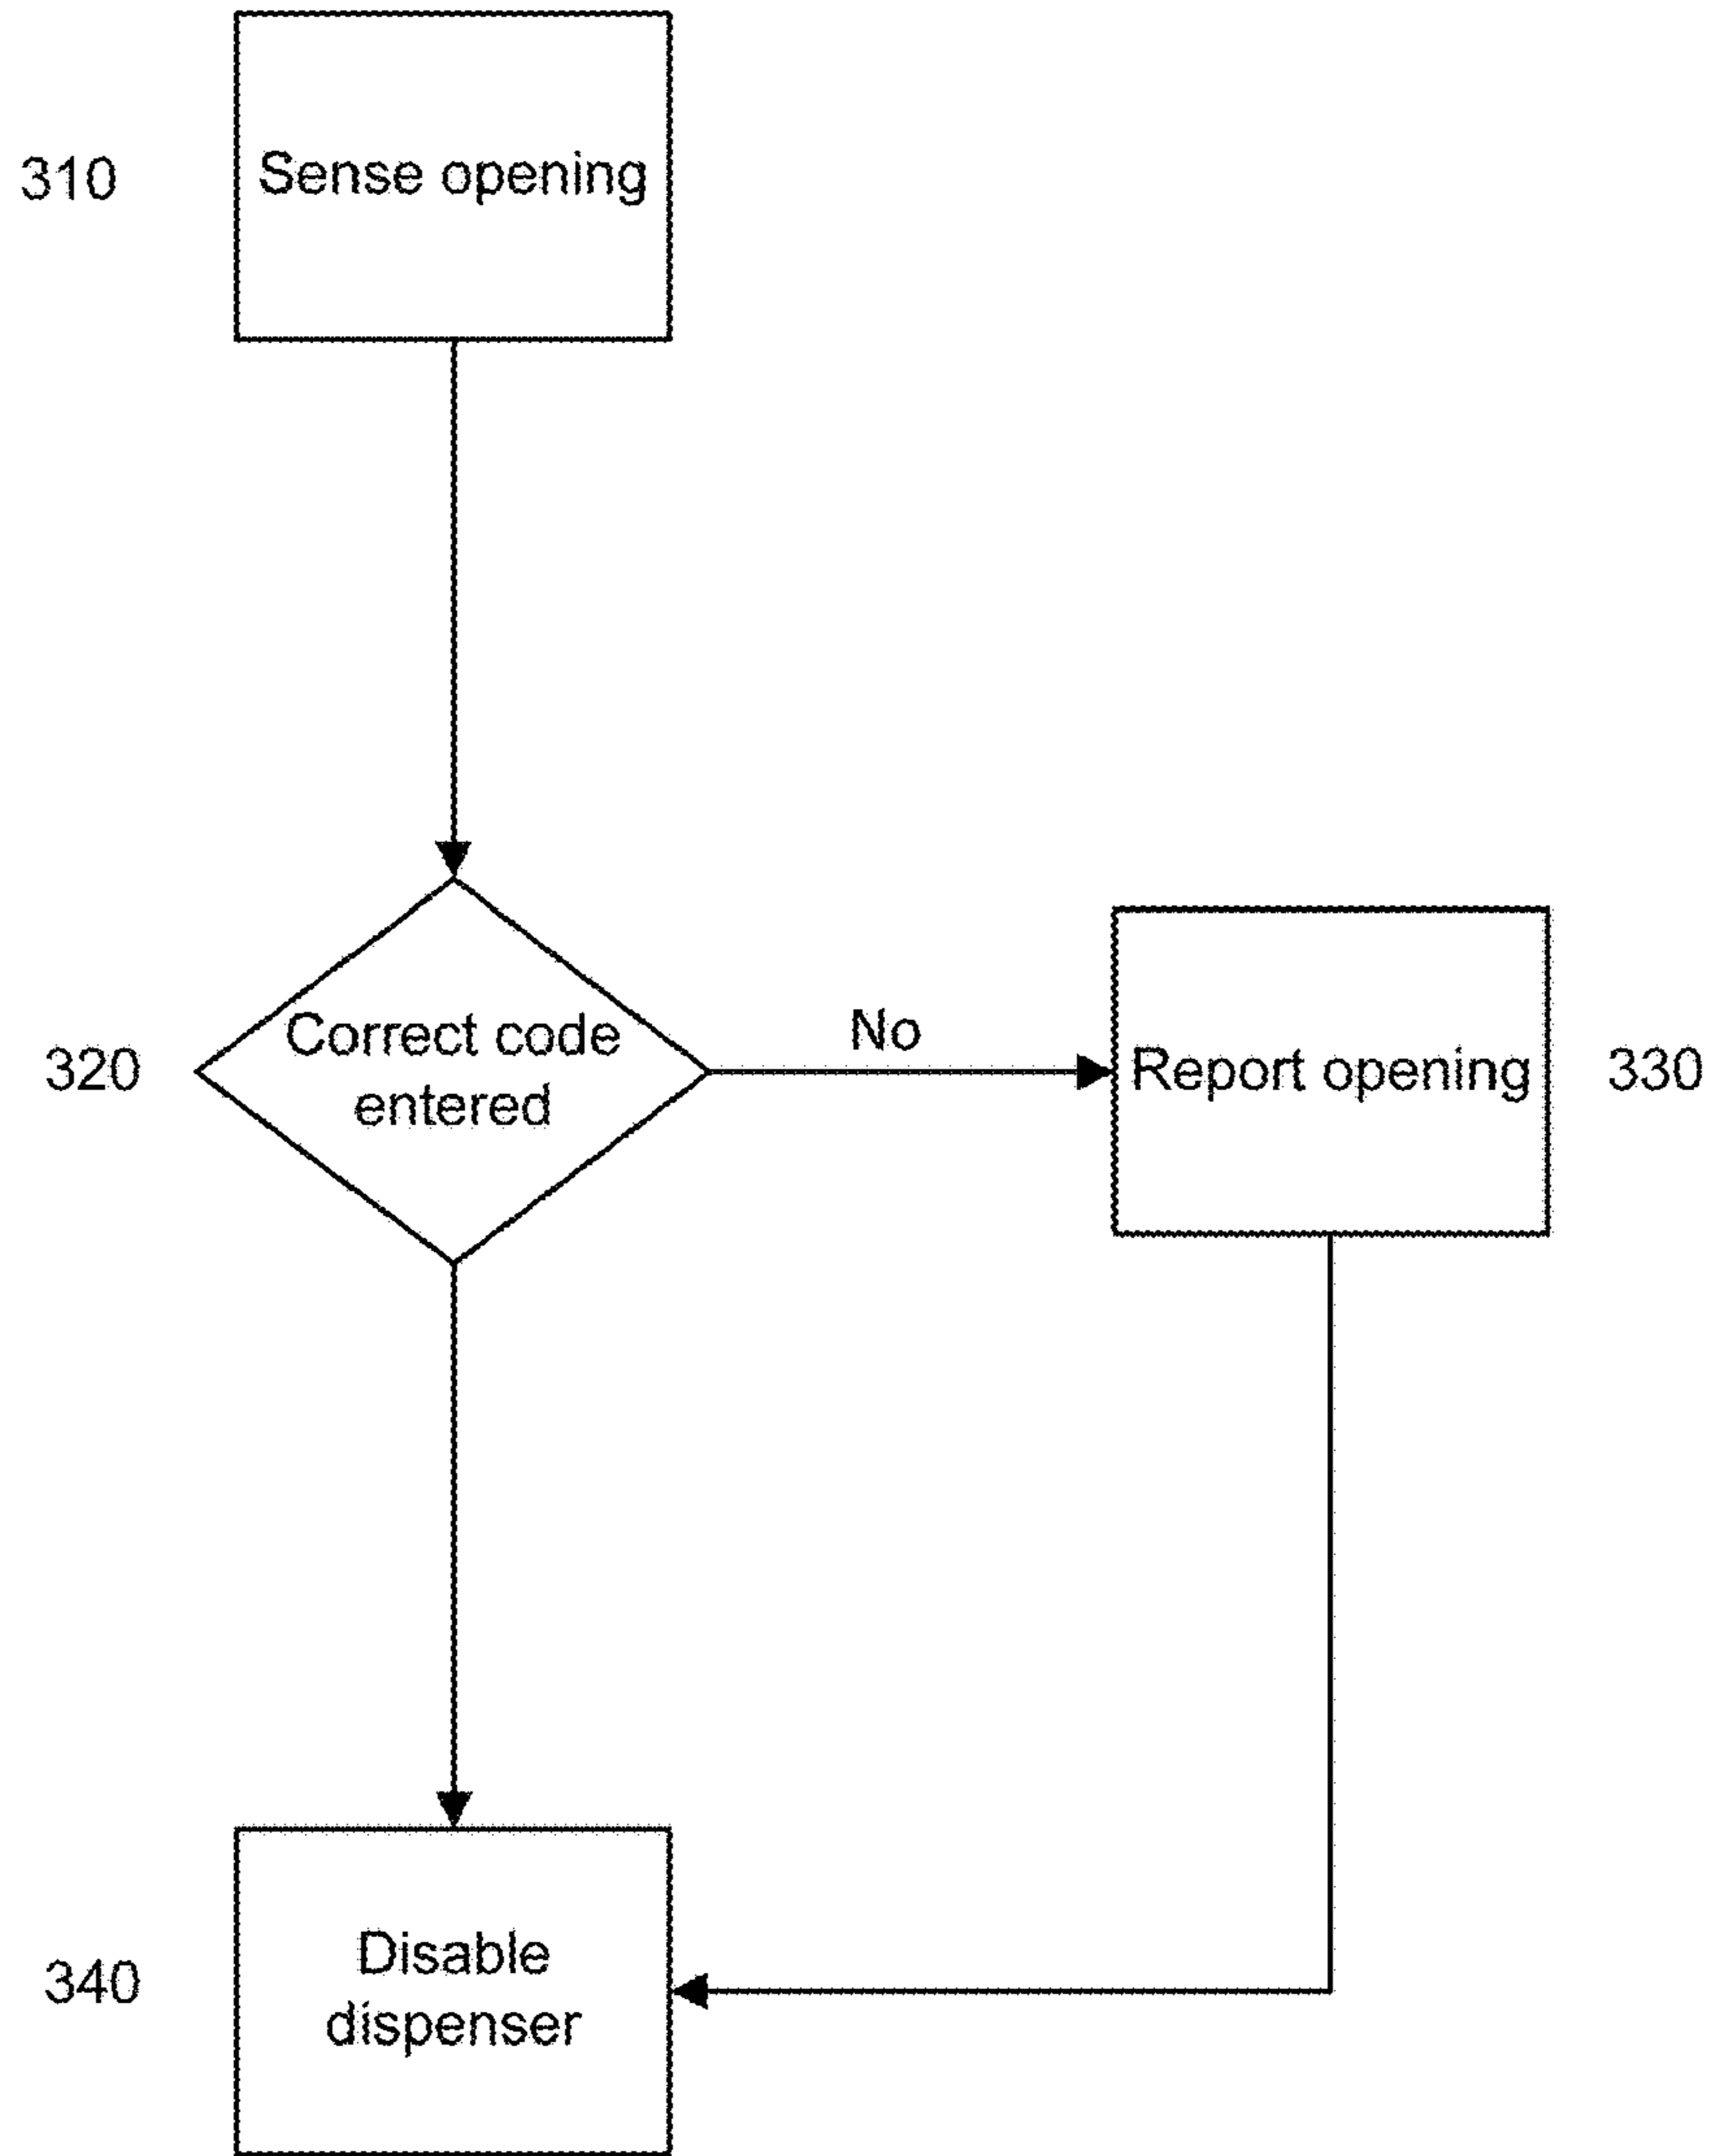 310
Sense opening
320
Correct code
entered
No
Report opening
330
340
Disable
dispenser